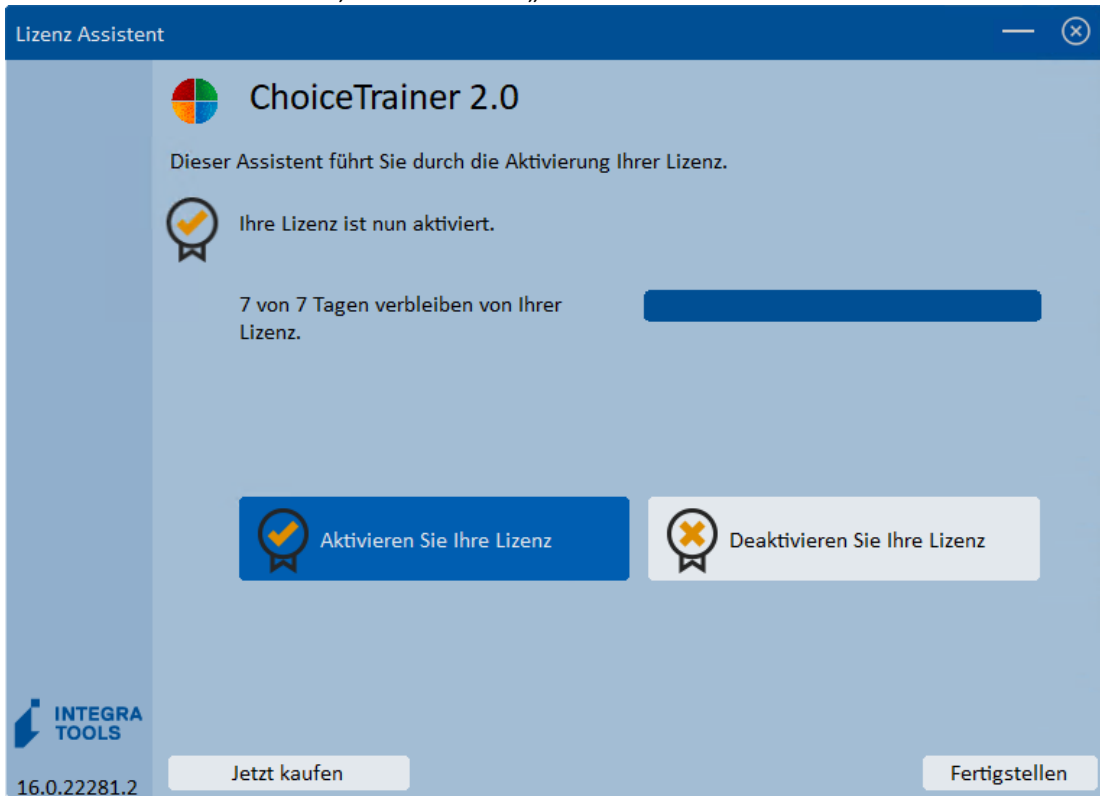 Lizenz Assistent
ChoiceTrainer 2.0
Dieser Assistent führt Sie durch die Aktivierung Ihrer Lizenz.
Ihre Lizenz ist nun aktiviert.
7 von 7 Tagen verbleiben von Ihrer
Lizenz.
Aktivieren Sie Ihre Lizenz
Deaktivieren Sie Ihre Lizenz
INTEGRA
TOOLS
16.0.22281.2
Jetzt kaufen
Fertigstellen